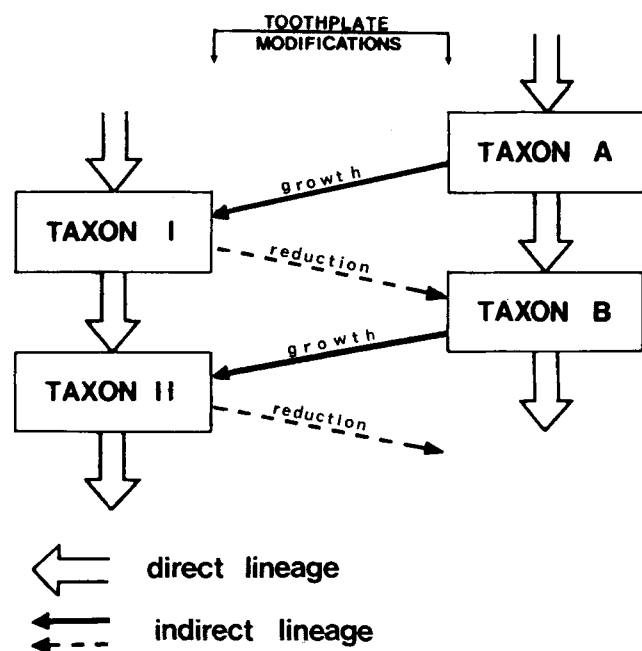 TOOTHPLATE
MODIFICATIONS
TAXON A
growth
TAXON I
reduction
TAXON B
growth
TAXON II
reduction
direct lineage
indirect lineage